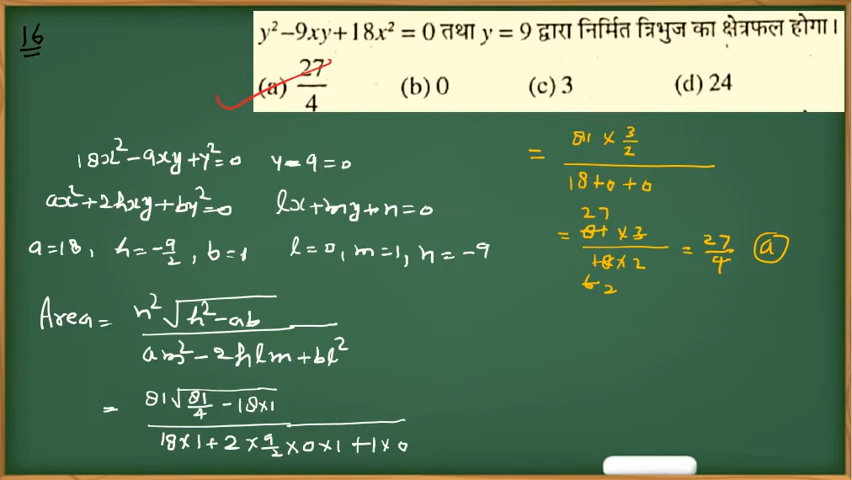 16
y² – 9xy + 18x² = 0 तथा y = 9 द्वारा निर्मित त्रिभुज का क्षेत्रफल होगा।
(a) 27/4 (b) 0 (c) 3 (d) 24
18x² - 9xy + y² = 0 y - 9 = 0
ax² + 2hxy + by² = 0 lx + my + n = 0
a = 18, h = -9/2, b = 1 l = 0, m = 1, n = -9
Area = n² √(h² - ab) / am² - 2hlm + bl²
= 81 √(81/4 - 18×1) / 18×1 + 2 × 9/2 × 0 × 1 + 1 × 0
= 81 × 3/2 / 18 + 0 + 0
27
= 81 × 3 / 18 × 2 = 27/4 (a)
6 2